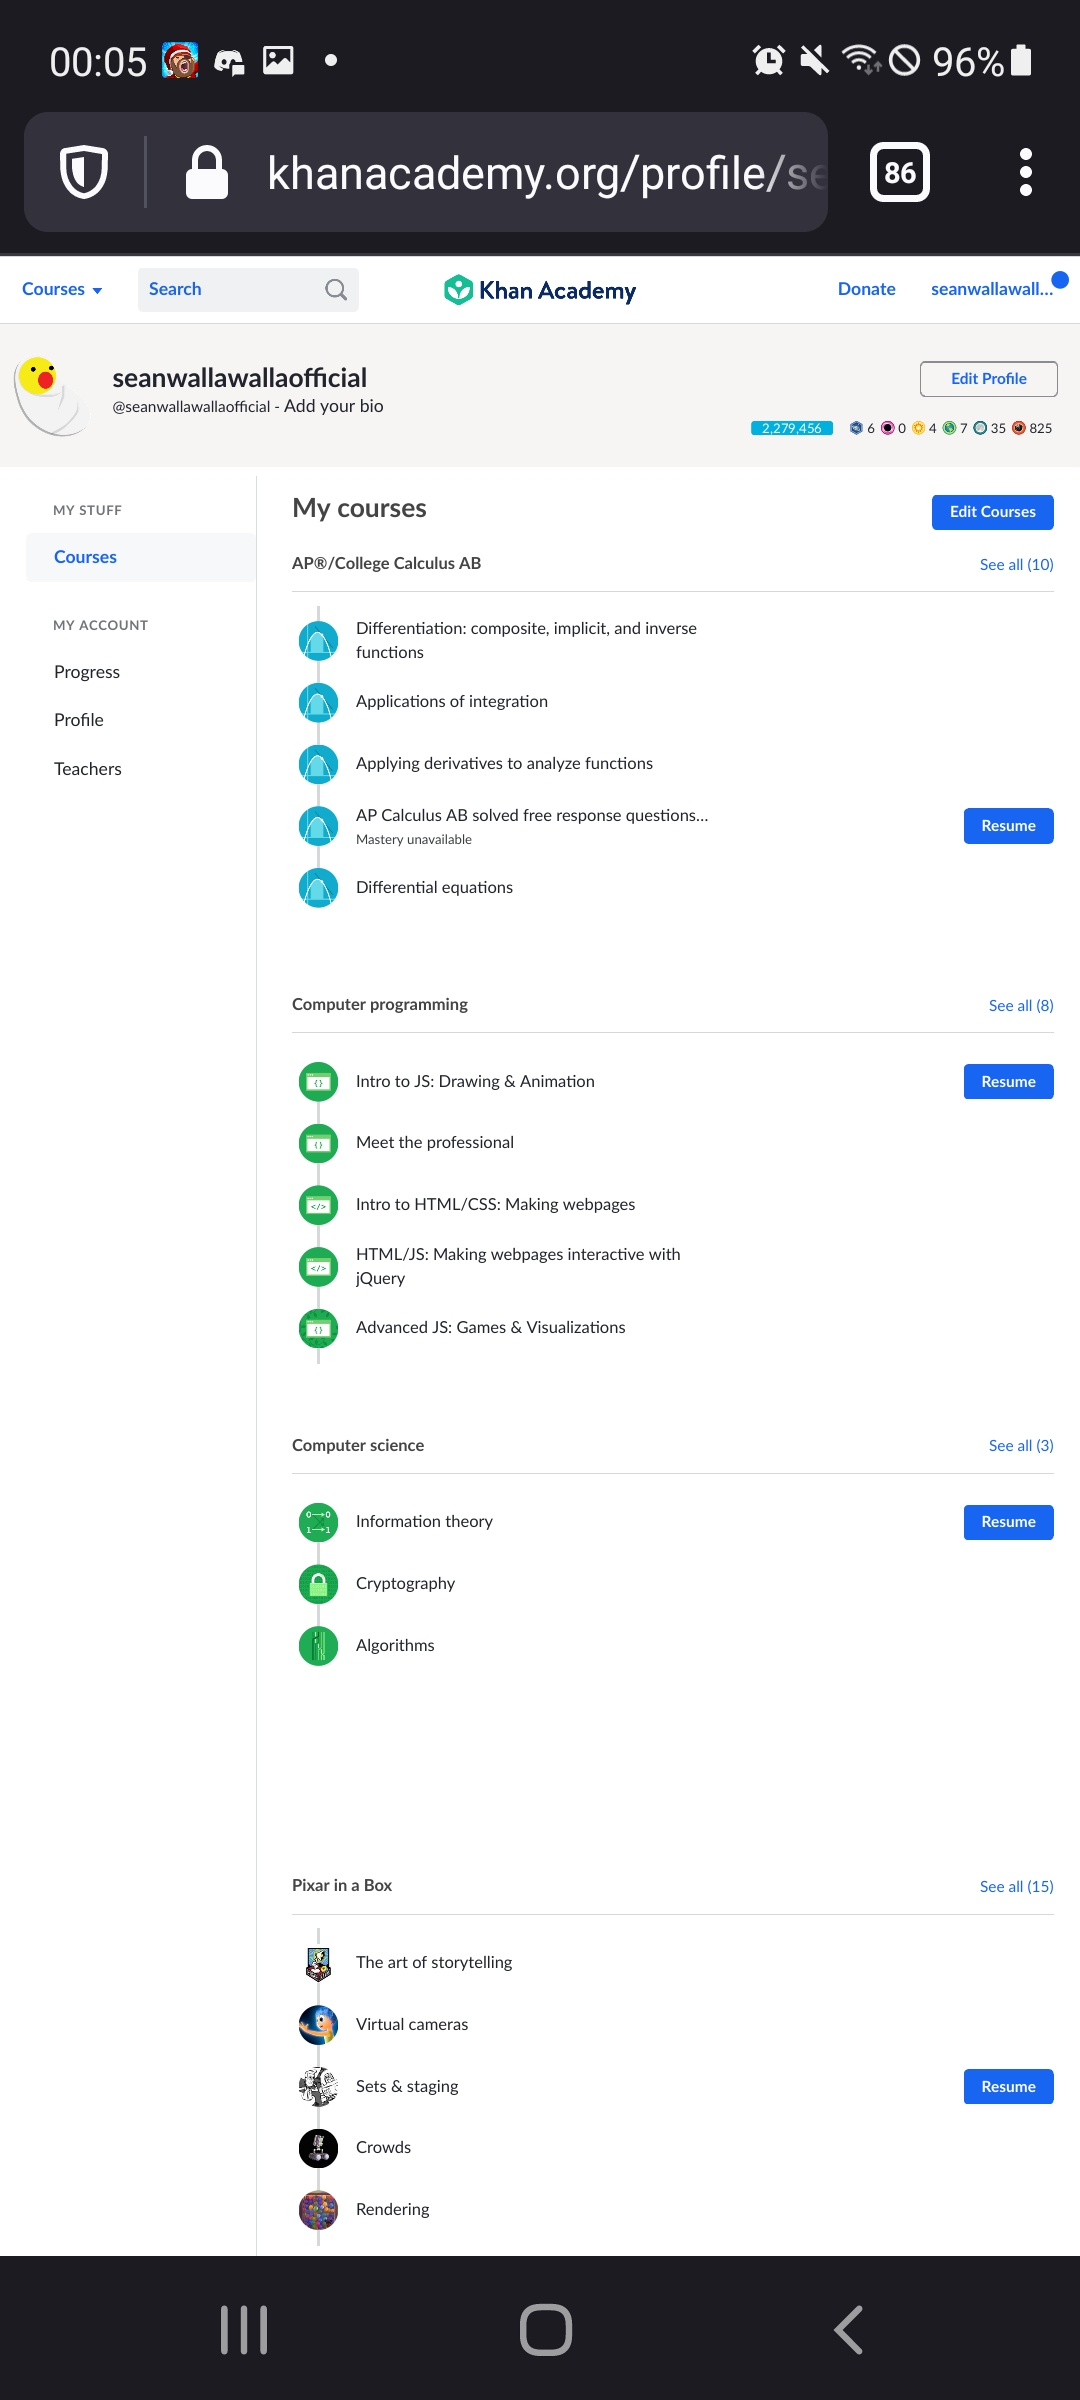 00:05
96%
khanacademy.org/profile/se
86
Courses
Search
Khan Academy
Donate
seanwallawall...
seanwallawallaofficial
@seanwallawallaofficial - Add your bio
Edit Profile
2,279,456 6 0 4 7 35 825
MY STUFF
Courses
MY ACCOUNT
Progress
Profile
Teachers
My courses
Edit Courses
AP®/College Calculus AB
See all (10)
Differentiation: composite, implicit, and inverse
functions
Applications of integration
Applying derivatives to analyze functions
AP Calculus AB solved free response questions...
Mastery unavailable
Resume
Differential equations
Computer programming
See all (8)
Intro to JS: Drawing & Animation
Resume
Meet the professional
Intro to HTML/CSS: Making webpages
HTML/JS: Making webpages interactive with
jQuery
Advanced JS: Games & Visualizations
Computer science
See all (3)
Information theory
Resume
Cryptography
Algorithms
Pixar in a Box
See all (15)
The art of storytelling
Virtual cameras
Sets & staging
Resume
Crowds
Rendering